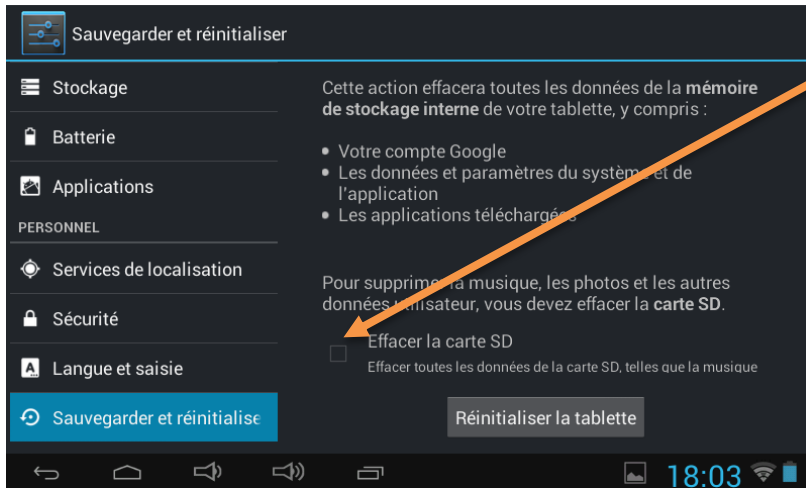 Sauvegarder et réinitialiser
Stockage
Batterie
Applications
PERSONNEL
Services de localisation
Sécurité
Langue et saisie
Sauvegarder et réinitialise
Cette action effacera toutes les données de la mémoire
de stockage interne de votre tablette, y compris :
• Votre compte Google
• Les données et paramètres du système et de
l'application
• Les applications téléchargées
Pour supprimer la musique, les photos et les autres
données utilisateur, vous devez effacer la carte SD.
Effacer la carte SD
Effacer toutes les données de la carte SD, telles que la musique
Réinitialiser la tablette
18:03